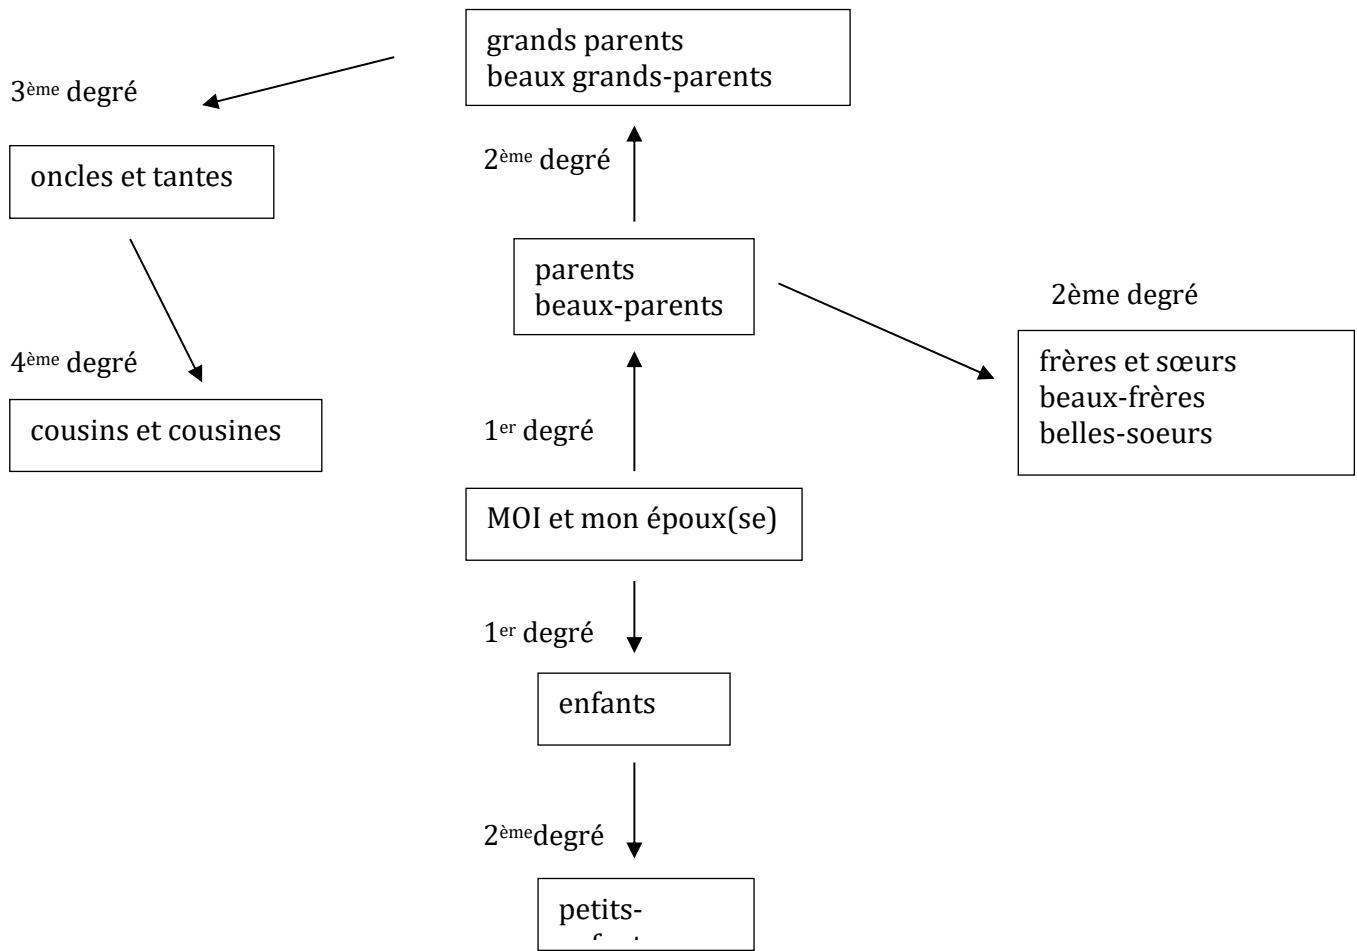 grands parents
beaux grands-parents
3ème degré
oncles et tantes
2ème degré
parents
beaux-parents
2ème degré
frères et sœurs
beaux-frères
belles-soeurs
4ème degré
cousins et cousines
1er degré
MOI et mon époux(se)
1er degré
enfants
2èmedegré
petits-